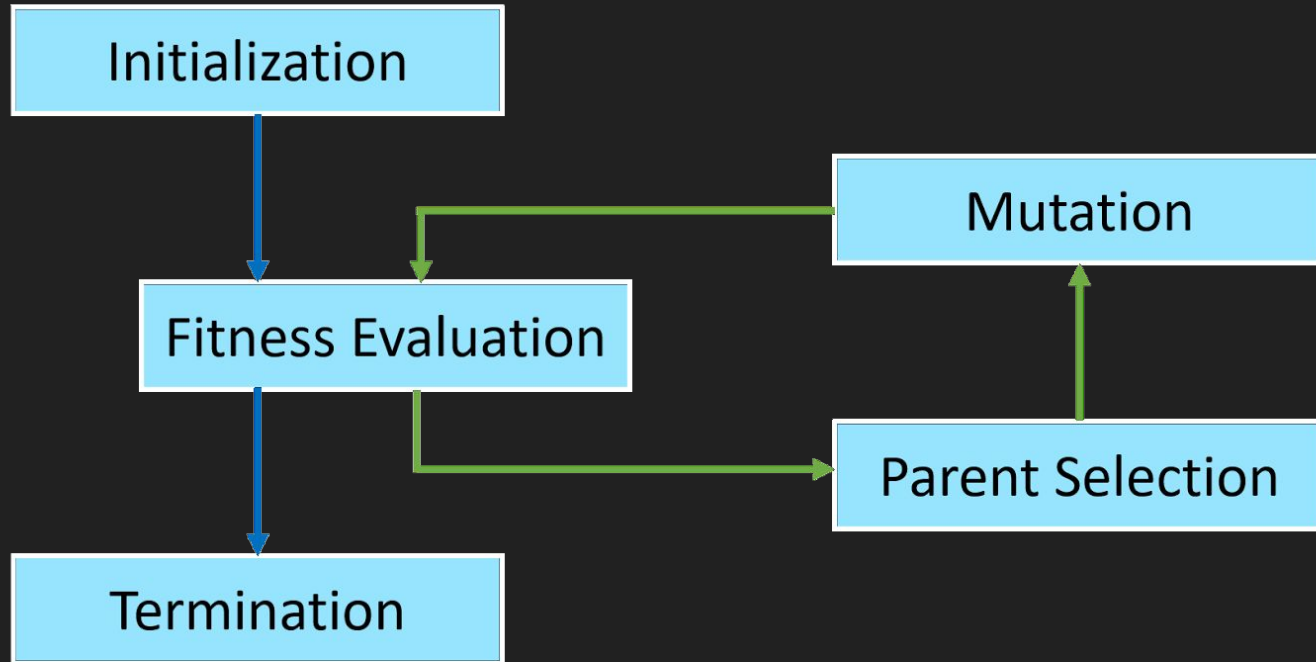 Initialization
Mutation
Fitness Evaluation
Parent Selection
Termination